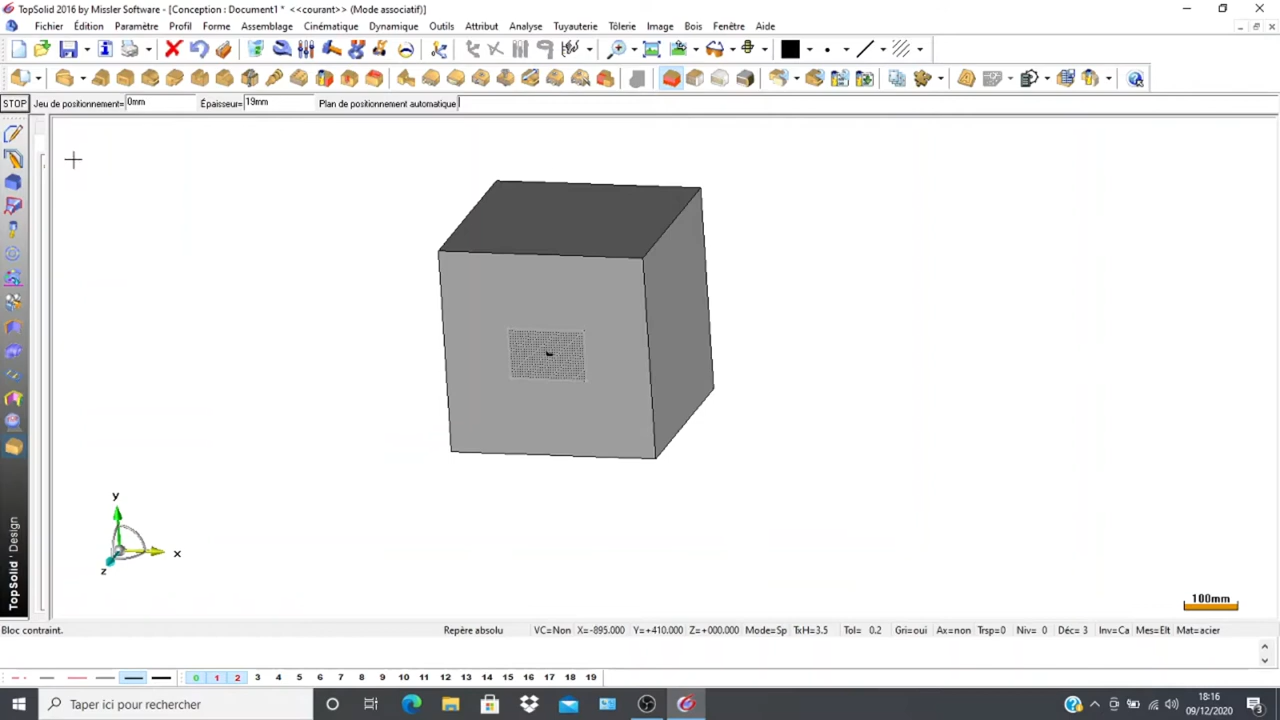 TopSolid 2016 by Missler Software - [Conception : Document1 * <<courant>> (Mode associatif)]
Fichier Édition Paramètre Profil Forme Assemblage Cinématique Dynamique Outils Attribut Analyse Tuyauterie Tôlerie Image Bois Fenêtre Aide
STOP Jeu de positionnement= 0mm Épaisseur= 19mm Plan de positionnement automatique
y
x
z
TopSolid ' Design
100mm
Bloc contraint. Repère absolu VC=Non X=-895.000 Y=+410.000 Z=+000.000 Mode=Sp TxH=3.5 Tol= 0.2 Gri=oui Ax=non Trsp=0 Niv= 0 Déc= 3 Inv=Ca Mes=Elt Mat=acier
0 1 2 3 4 5 6 7 8 9 10 11 12 13 14 15 16 17 18 19
Taper ici pour rechercher
18:16
09/12/2020
3